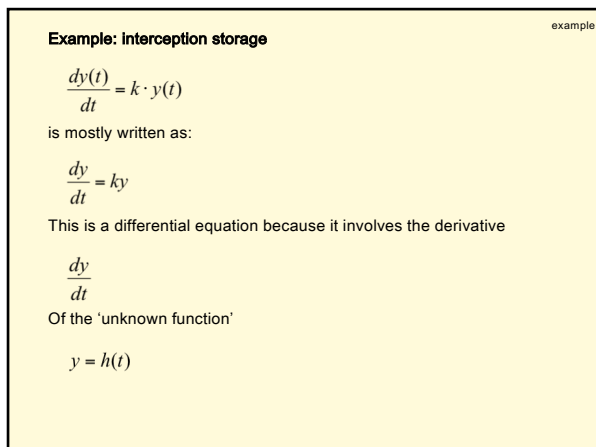 example
Example: interception storage
dy(t)/dt = k · y(t)
is mostly written as:
dy/dt = ky
This is a differential equation because it involves the derivative
dy/dt
Of the ‘unknown function’
y = h(t)